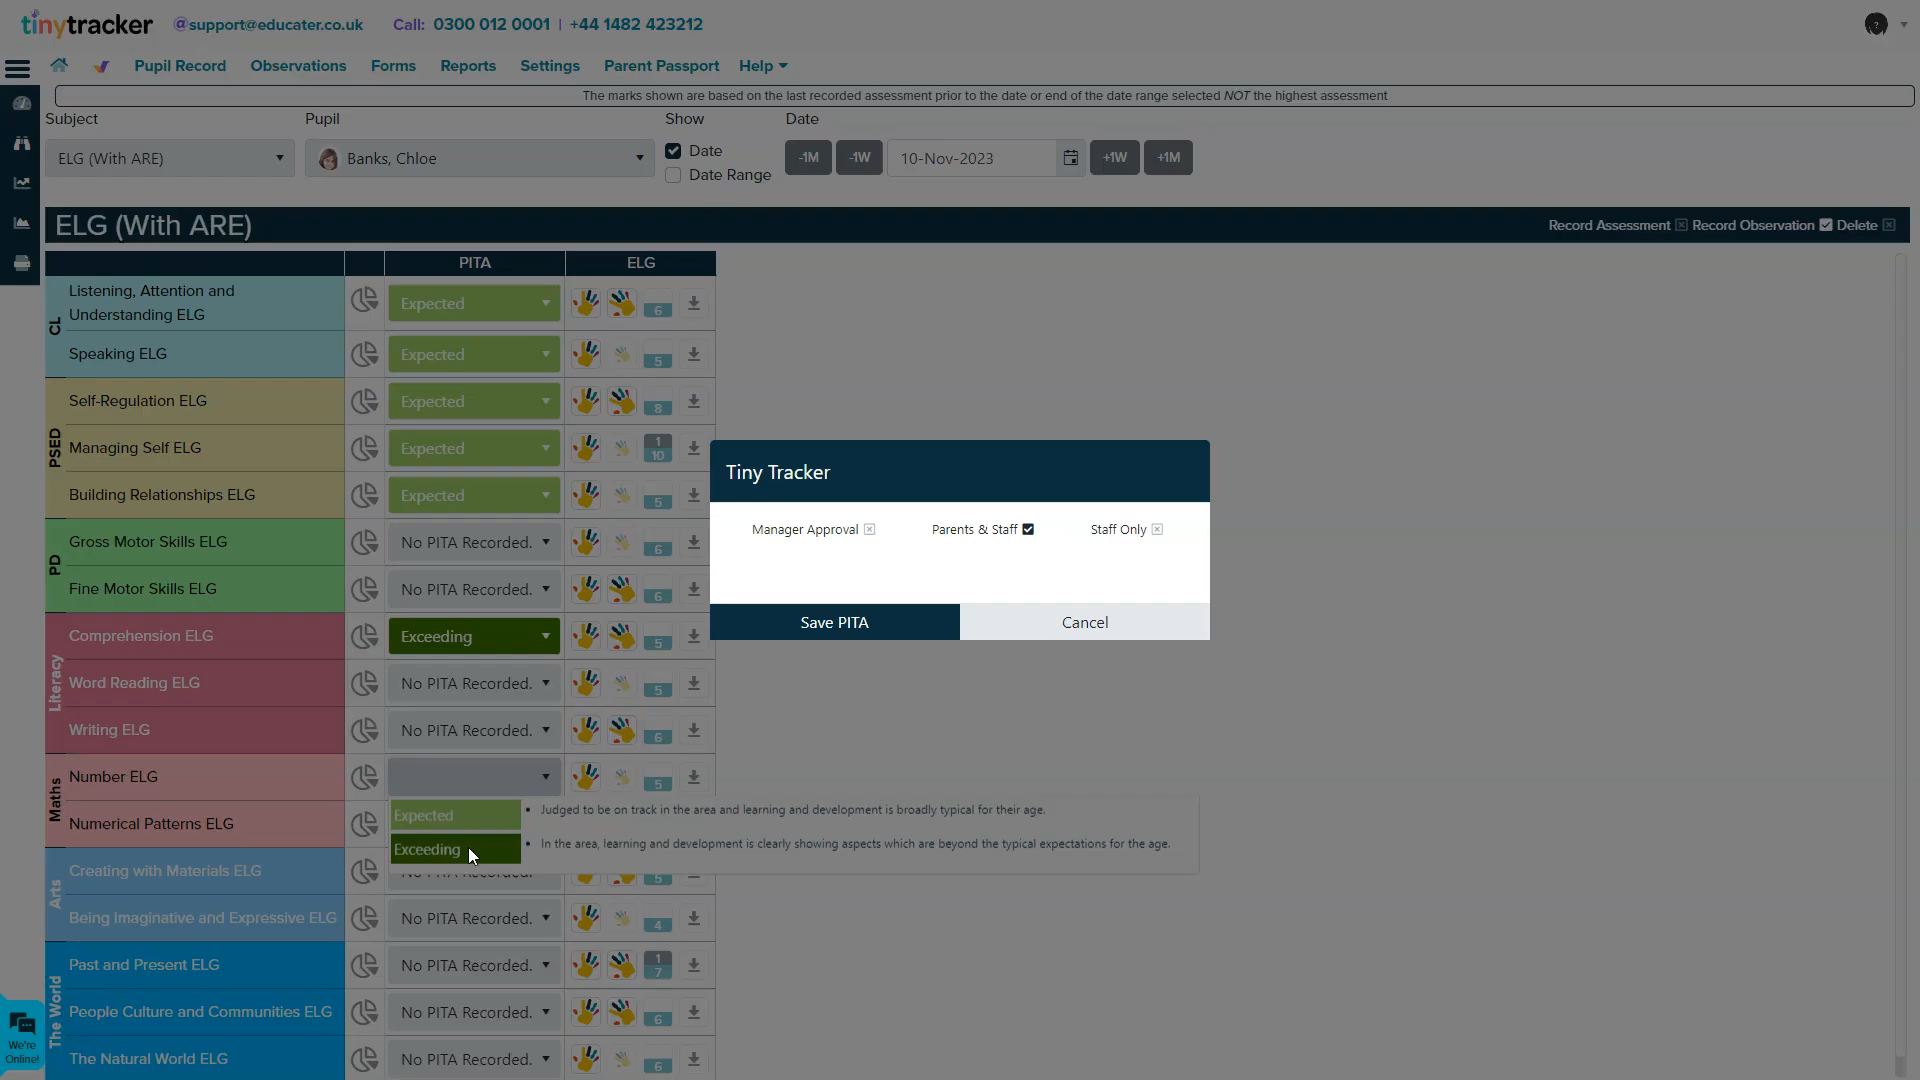 tinytracker @support@educater.co.uk Call: 0300 012 0001 | +44 1482 423212 ?
Pupil Record Observations Forms Reports Settings Parent Passport Help
The marks shown are based on the last recorded assessment prior to the date or end of the date range selected NOT the highest assessment
Subject Pupil Show Date
ELG (With ARE) Banks, Chloe Date -1M -1W 10-Nov-2023 +1W +1M
Date Range
ELG (With ARE) Record Assessment Record Observation Delete
PITA ELG
CL
Listening, Attention and
Understanding ELG Expected 6
Speaking ELG Expected 5
PSED
Self-Regulation ELG Expected 8
Managing Self ELG Expected 1
10
Building Relationships ELG Expected 5
PD
Gross Motor Skills ELG No PITA Recorded. 6
Fine Motor Skills ELG No PITA Recorded. 6
Literacy
Comprehension ELG Exceeding 5
Word Reading ELG No PITA Recorded. 5
Writing ELG No PITA Recorded. 6
Maths
Number ELG 5
Numerical Patterns ELG
Expected • Judged to be on track in the area and learning and development is broadly typical for their age.
Exceeding • In the area, learning and development is clearly showing aspects which are beyond the typical expectations for the age.
Arts
Creating with Materials ELG No PITA Recorded. 5
Being Imaginative and Expressive ELG No PITA Recorded. 4
The World
Past and Present ELG No PITA Recorded. 1
7
People Culture and Communities ELG No PITA Recorded. 6
The Natural World ELG No PITA Recorded. 6
Tiny Tracker
Manager Approval Parents & Staff Staff Only
Save PITA Cancel
We're
Online!